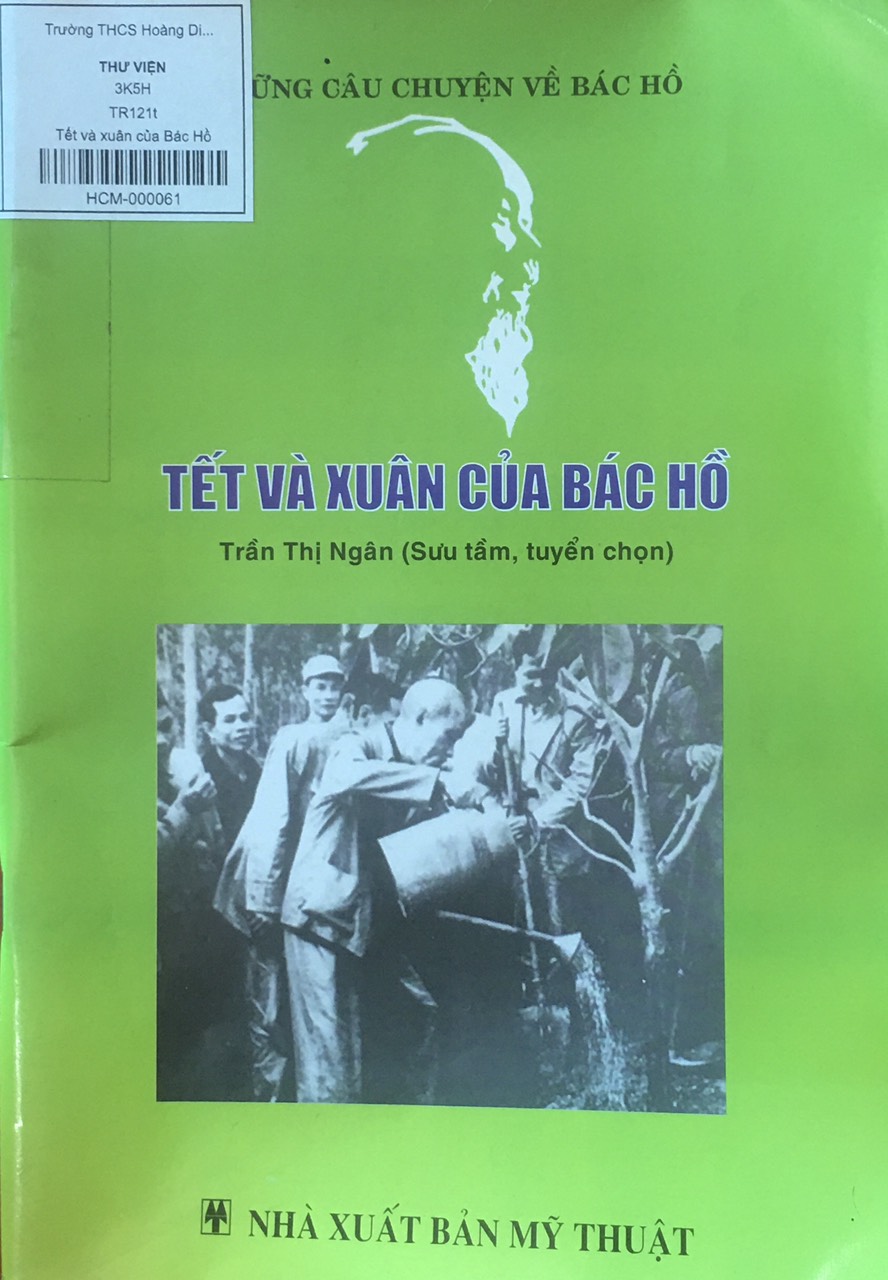 Trường THCS Hoàng Di...
THƯ VIỆN
3K5H
TR121t
Tết và xuân của Bác Hồ
HCM-000061
ỮNG CÂU CHUYỆN VỀ BÁC HỒ
TẾT VÀ XUÂN CỦA BÁC HỒ
Trần Thị Ngân (Sưu tầm, tuyển chọn)
NHÀ XUẤT BẢN MỸ THUẬT